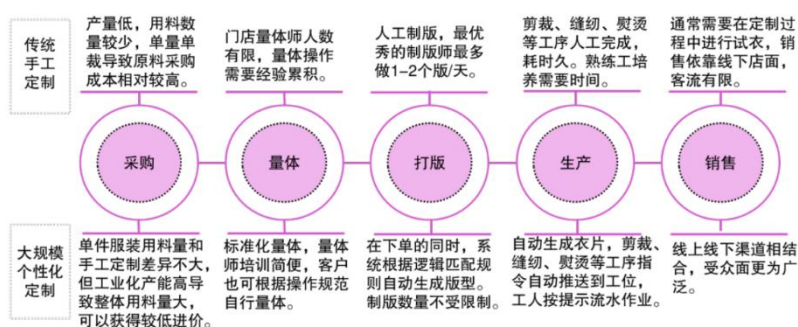 传统
手工
定制
产量低，用料数
量较少，单量单
裁导致原料采购
成本相对较高。
门店量体师人数
有限，量体操作
需要经验累积。
人工制版，最优
秀的制版师最多
做1-2个版/天。
剪裁、缝纫、熨烫
等工序人工完成，
耗时久。熟练工培
养需要时间。
通常需要在定制过
程中进行试衣，销
售依靠线下店面，
客流有限。
采购
量体
打版
生产
销售
大规模
个性化
定制
单件服装用料量和
手工定制差异不大，
但工业化产能高导
致整体用料量大，
可以获得较低进价。
标准化量体，量体
师培训简便，客户
也可根据操作规范
自行量体。
在下单的同时，系
统根据逻辑匹配规
则自动生成版型。
制版数量不受限制。
自动生成衣片，剪裁、
缝纫、熨烫等工序指
令自动推送到工位，
工人按提示流水作业。
线上线下渠道相结
合，受众面更为广
泛。